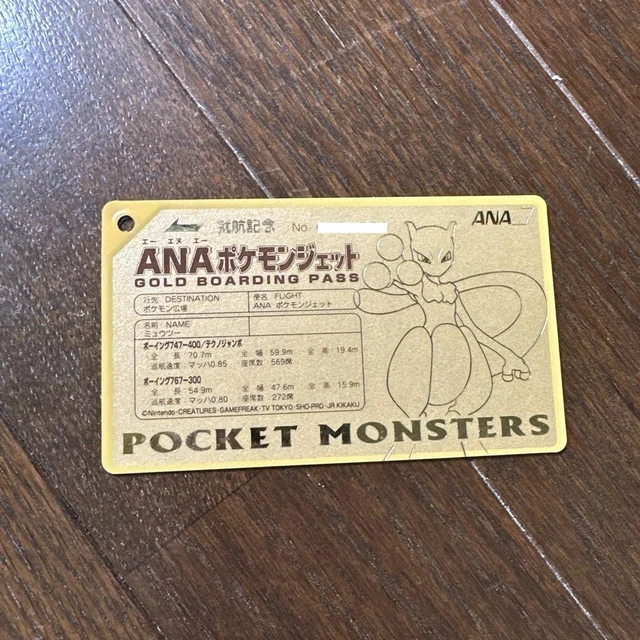 就航記念 No
ANA
エー エヌ エー
ANAポケモンジェット
GOLD BOARDING PASS
行先 DESTINATION
ポケモン広場
便名 FLIGHT
ANA ポケモンジェット
名前 NAME
ミュウツー
ボーイング747-400/テクノジャンボ
全 長 70.7m 全 幅 59.9m 全 高 19.4m
巡航速度 マッハ0.85 座席数 569席
ボーイング767-300
全 長 54.9m 全 幅 47.6m 全 高 15.9m
巡航速度 マッハ0.80 座席数 272席
©Nintendo·CREATURES·GAMEFREAK·TV TOKYO·SHO-PRO·JR KIKAKU
POCKET MONSTERS